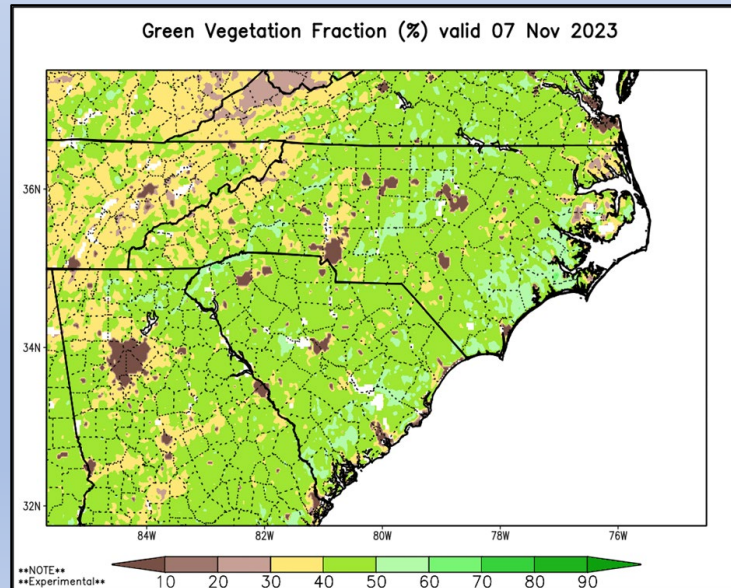 Green Vegetation Fraction (%) valid 07 Nov 2023
36N
34N
32N
84W 82W 80W 78W 76W
**NOTE**
**Experimental**
10 20 30 40 50 60 70 80 90